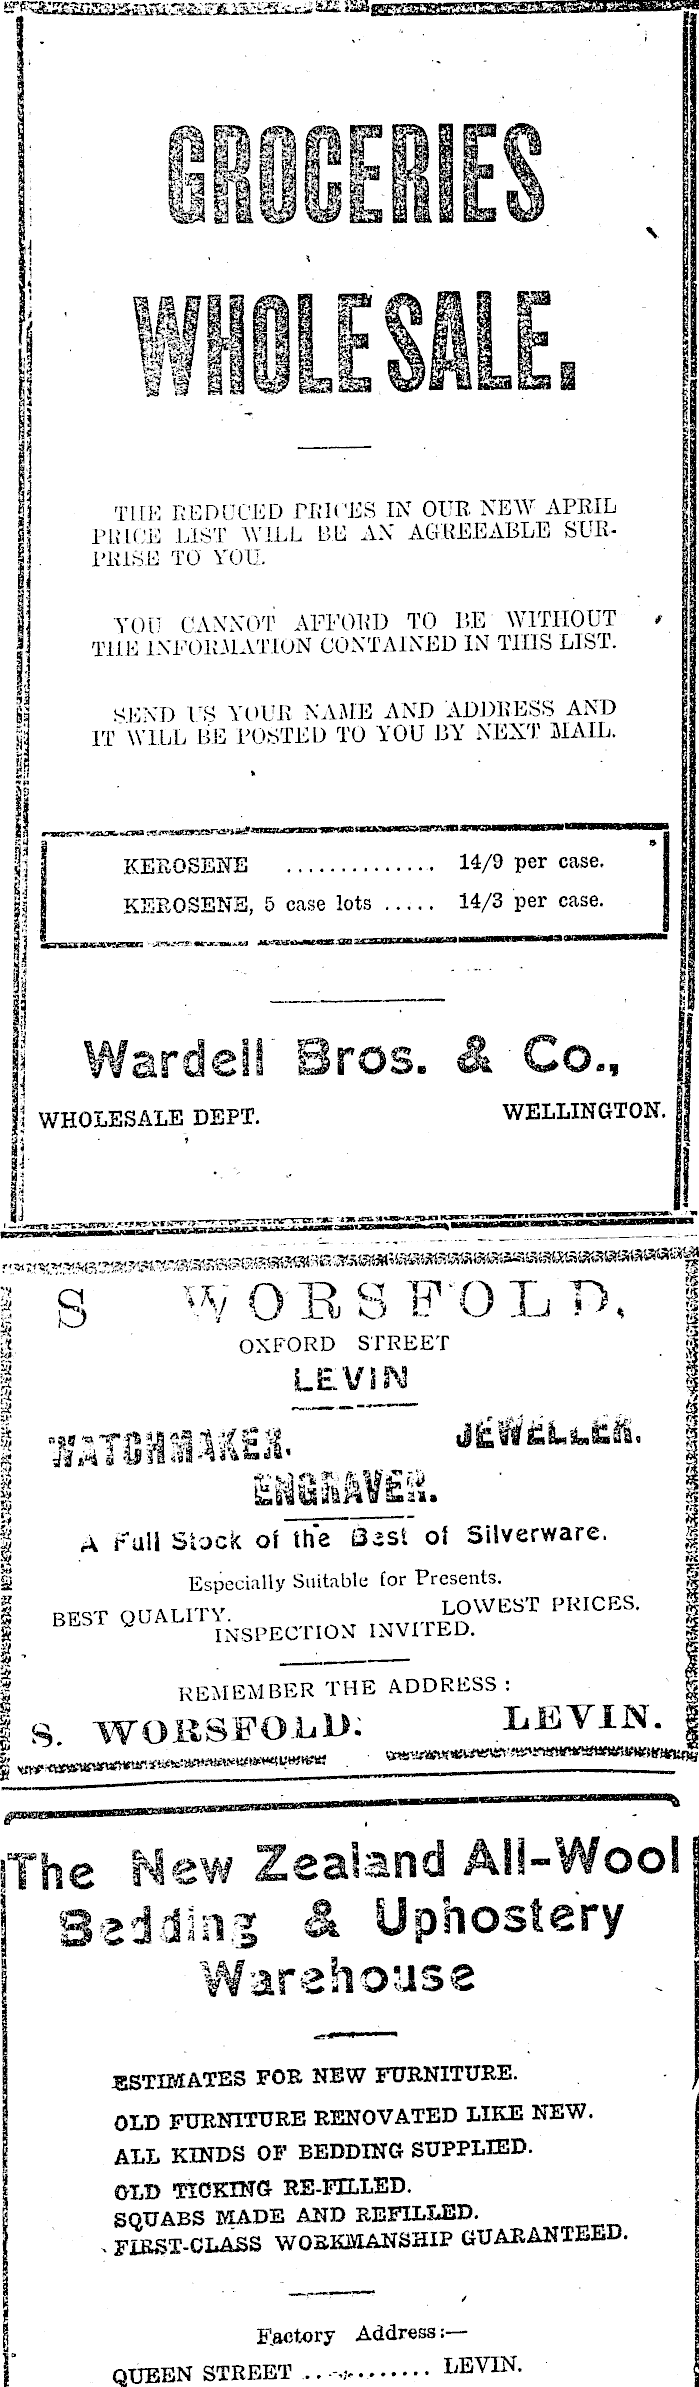 GROCERIES
WHOLESALE.
THE REDUCED PRICES IN OUR NEW APRIL
PRICE LIST WILL BE AN AGREEABLE SUR-
PRISE TO YOU.
YOU CANNOT AFFORD TO BE WITHOUT
THE INFORMATION CONTAINED IN THIS LIST.
SEND US YOUR NAME AND ADDRESS AND
IT WILL BE POSTED TO YOU BY NEXT MAIL.
KEROSENE .............. 14/9 per case.
KEROSENE, 5 case lots ..... 14/3 per case.
Wardell Bros. & Co.,
WHOLESALE DEPT. WELLINGTON.
S WORSFOLD,
OXFORD STREET
LEVIN
WATCHMAKER. JEWELLER.
ENGRAVER.
A Full Stock of the Best of Silverware.
Especially Suitable for Presents.
BEST QUALITY. LOWEST PRICES.
INSPECTION INVITED.
REMEMBER THE ADDRESS:
S. WORSFOLD. LEVIN.
The New Zealand All-Wool
Bedding & Uphostery
Warehouse
ESTIMATES FOR NEW FURNITURE.
OLD FURNITURE RENOVATED LIKE NEW.
ALL KINDS OF BEDDING SUPPLIED.
OLD TICKING RE-FILLED.
SQUABS MADE AND REFILLED.
FIRST-CLASS WORKMANSHIP GUARANTEED.
Factory Address:—
QUEEN STREET ............ LEVIN.